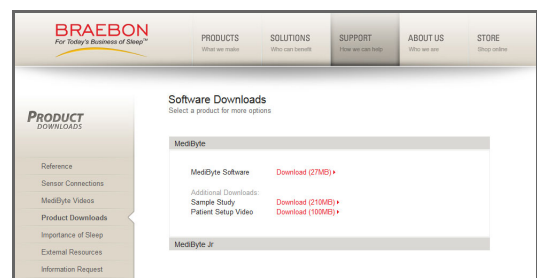 BRAEBON
For Today's Business of Sleep™
PRODUCTS
What we make
SOLUTIONS
Who can benefit
SUPPORT
How we can help
ABOUT US
Who we are
STORE
Shop online
PRODUCT
DOWNLOADS
Reference
Sensor Connections
MediByte Videos
Product Downloads
Importance of Sleep
External Resources
Information Request
Software Downloads
Select a product for more options
MediByte
MediByte Software Download (27MB)
Additional Downloads:
Sample Study Download (210MB)
Patient Setup Video Download (100MB)
MediByte Jr